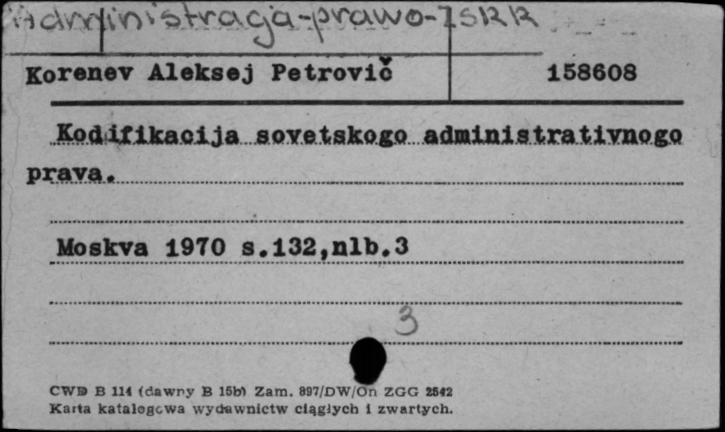 Administracja-prawo-ZSRR
Korenev Aleksej Petrovič 158608
Kodifikacija sovetskogo administrativnogo
prava.
Moskva 1970 s.132,nlb.3
3
CWD B 114 (dawny B 15b) Zam. 897/DW/On ZGG 2542
Karta katalogowa wydawnictw ciągłych i zwartych.